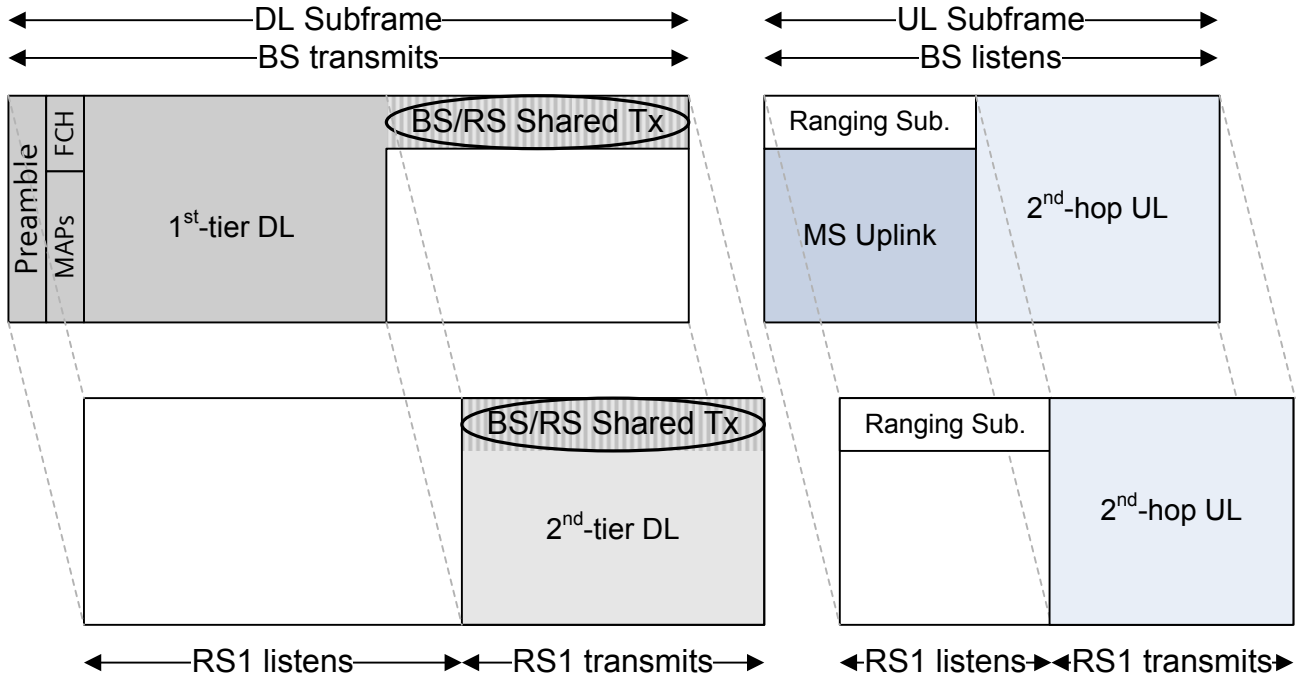 DL Subframe
UL Subframe
BS transmits
BS listens
Preamble
FCH
MAPs
1st-tier DL
BS/RS Shared Tx
Ranging Sub.
MS Uplink
2nd-hop UL
BS/RS Shared Tx
2nd-tier DL
Ranging Sub.
2nd-hop UL
RS1 listens
RS1 transmits
RS1 listens
RS1 transmits